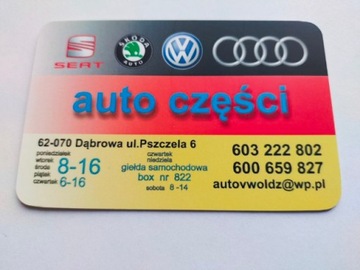 SEAT ŠKODA AUTO
auto części
62-070 Dąbrowa ul.Pszczela 6
poniedziałek
wtorek
środa 8-16
piątek
czwartek 6-16
czwartek
niedziela
giełda samochodowa
box nr 822
sobota 8-14
603 222 802
600 659 827
autovwoldz@wp.pl